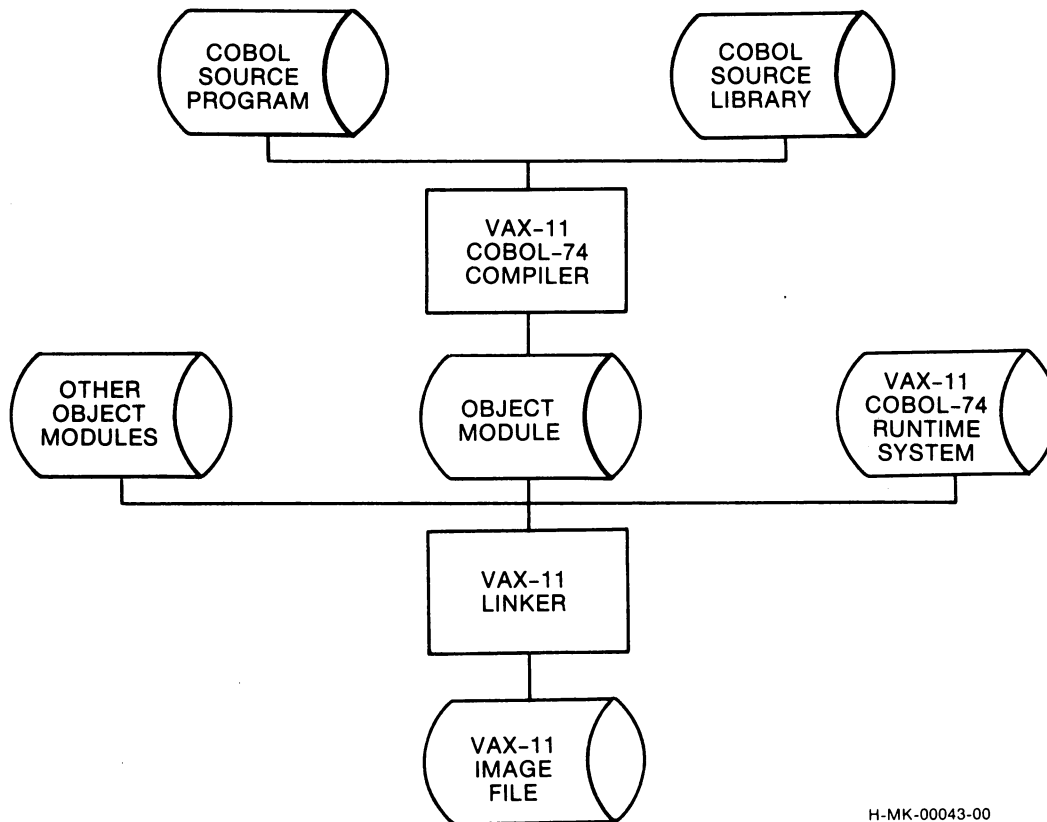 COBOL
SOURCE
PROGRAM
COBOL
SOURCE
LIBRARY
VAX-11
COBOL-74
COMPILER
OTHER
OBJECT
MODULES
OBJECT
MODULE
VAX-11
COBOL-74
RUNTIME
SYSTEM
VAX-11
LINKER
VAX-11
IMAGE
FILE
H-MK-00043-00